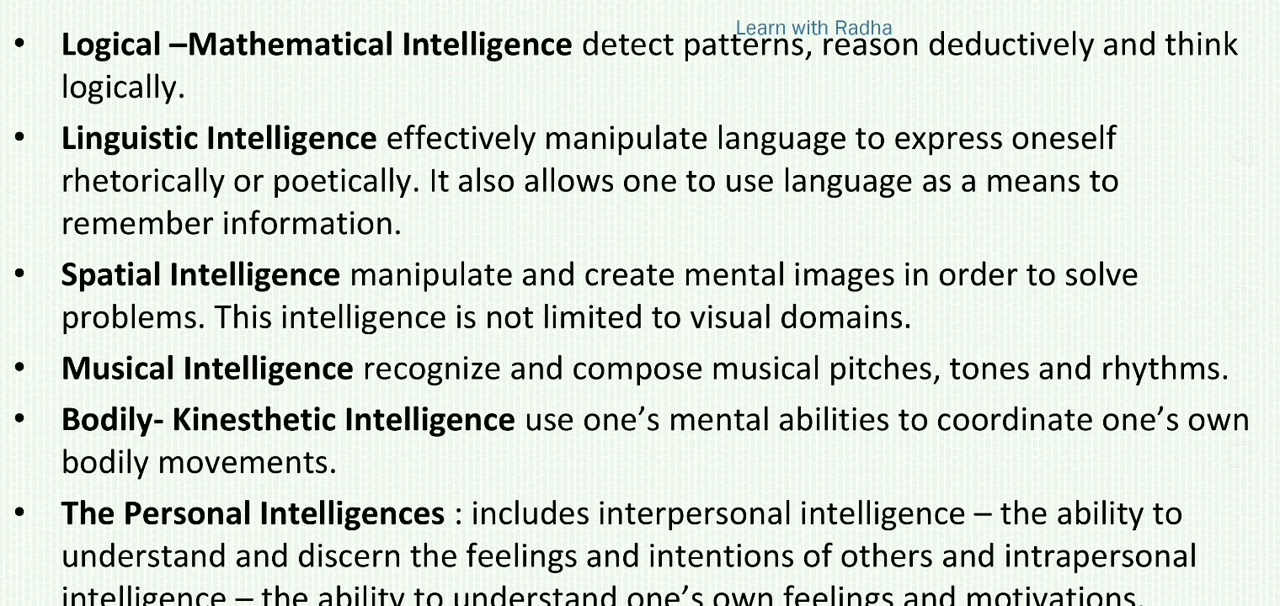 Learn with Radha
• Logical –Mathematical Intelligence detect patterns, reason deductively and think
logically.
• Linguistic Intelligence effectively manipulate language to express oneself
rhetorically or poetically. It also allows one to use language as a means to
remember information.
• Spatial Intelligence manipulate and create mental images in order to solve
problems. This intelligence is not limited to visual domains.
• Musical Intelligence recognize and compose musical pitches, tones and rhythms.
• Bodily- Kinesthetic Intelligence use one’s mental abilities to coordinate one’s own
bodily movements.
• The Personal Intelligences : includes interpersonal intelligence – the ability to
understand and discern the feelings and intentions of others and intrapersonal
intelligence – the ability to understand one’s own feelings and motivations.